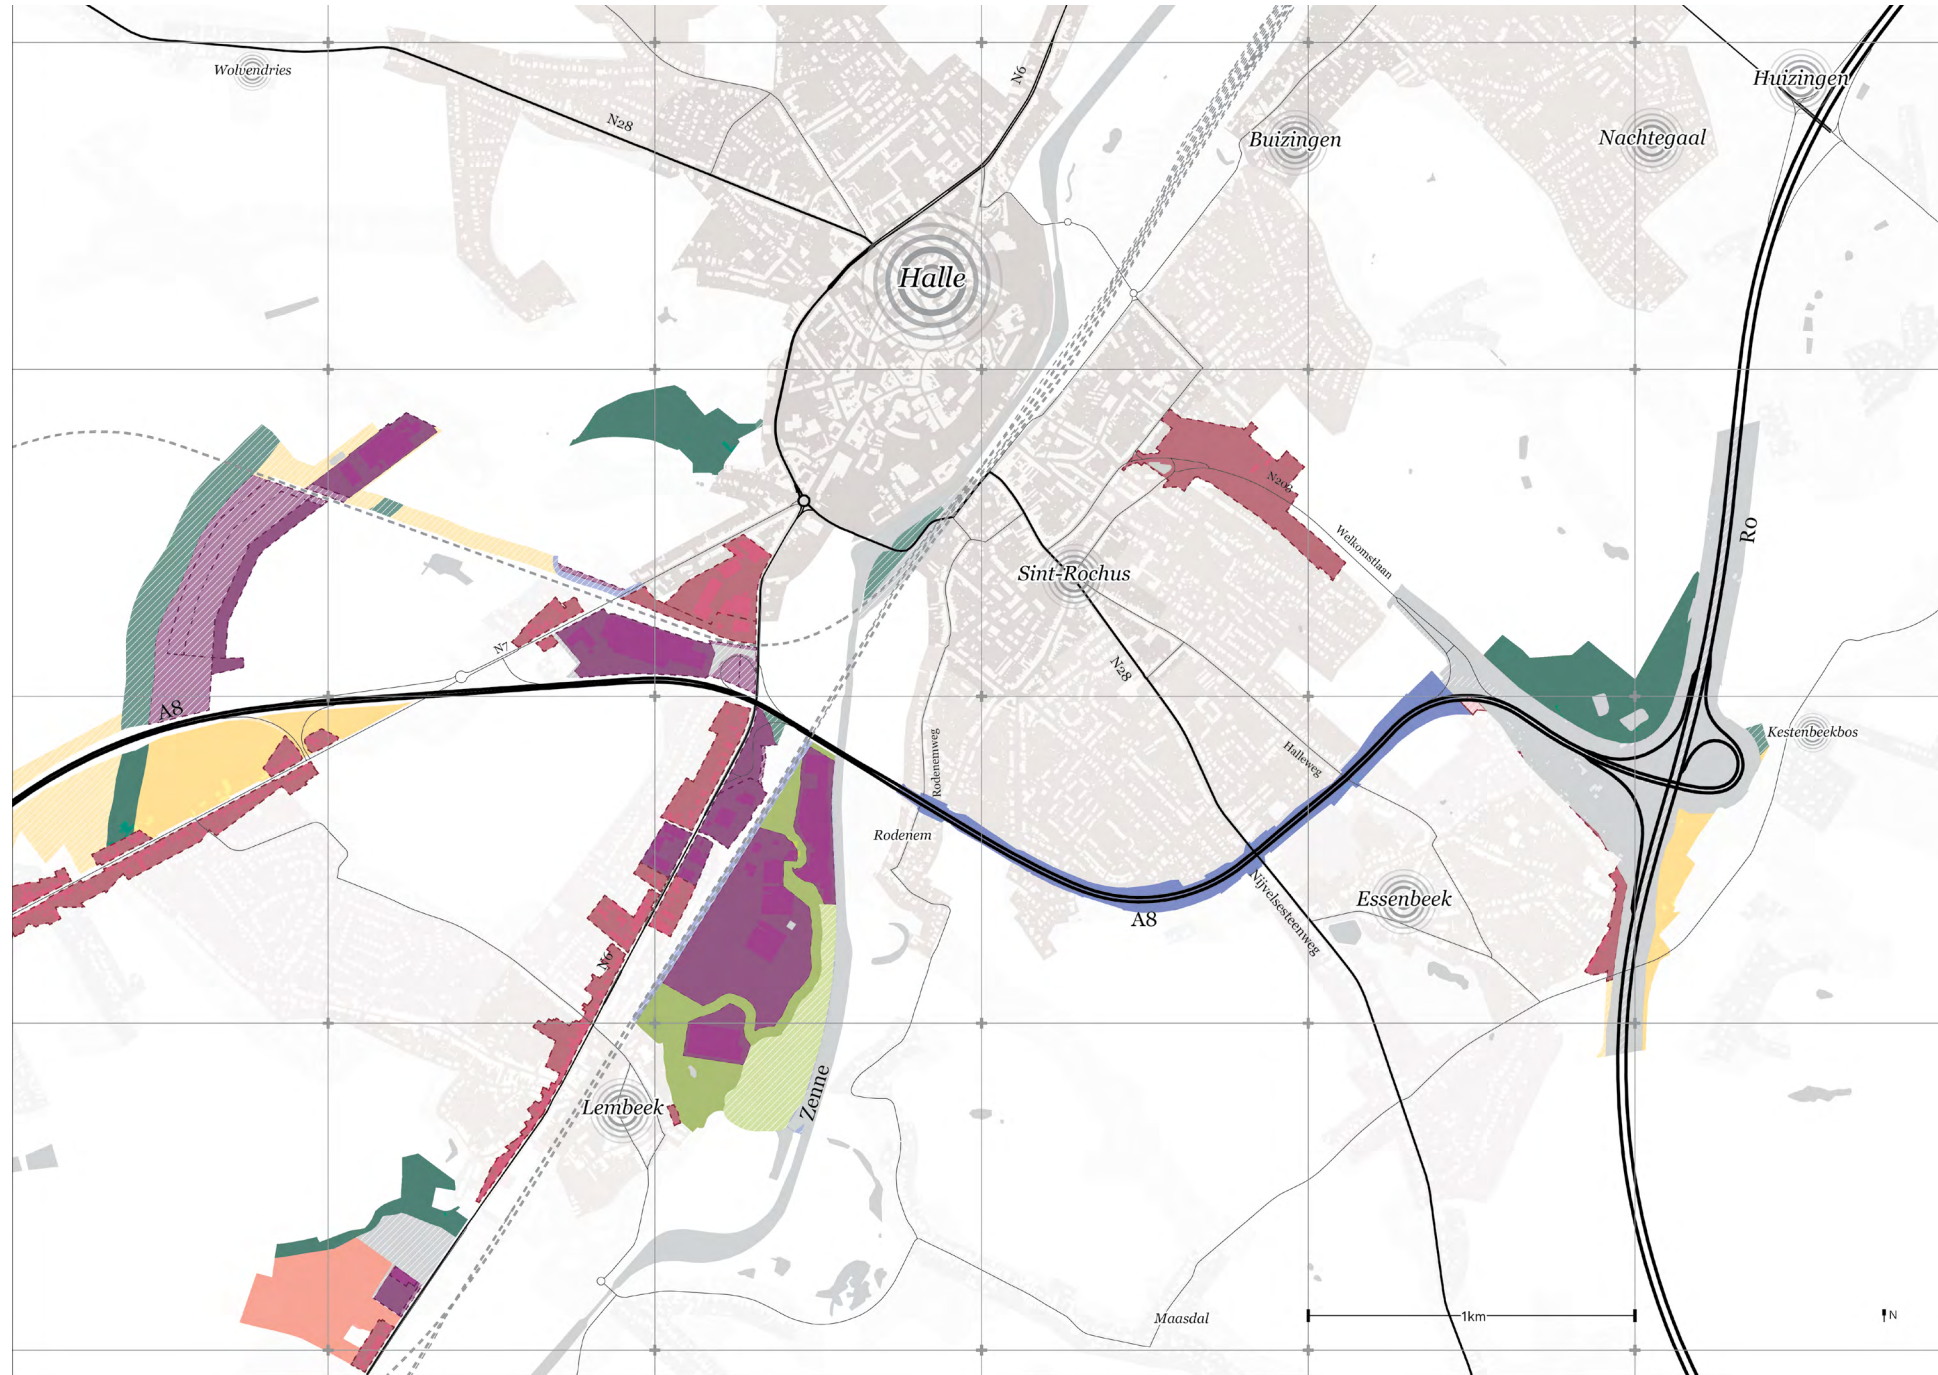 Wolvendries
N28
N6
Huizingen
Buizingen
Nachtegaal
Halle
N203
Welkomstlaan
R0
Sint-Rochus
N7
N28
A8
Rodenemweg
Halleweg
Kestenbeekbos
Rodenem
A8
Nijvelsesteenweg
Essenbeek
N6
Zenne
Lembeek
Maasdal
1km
N